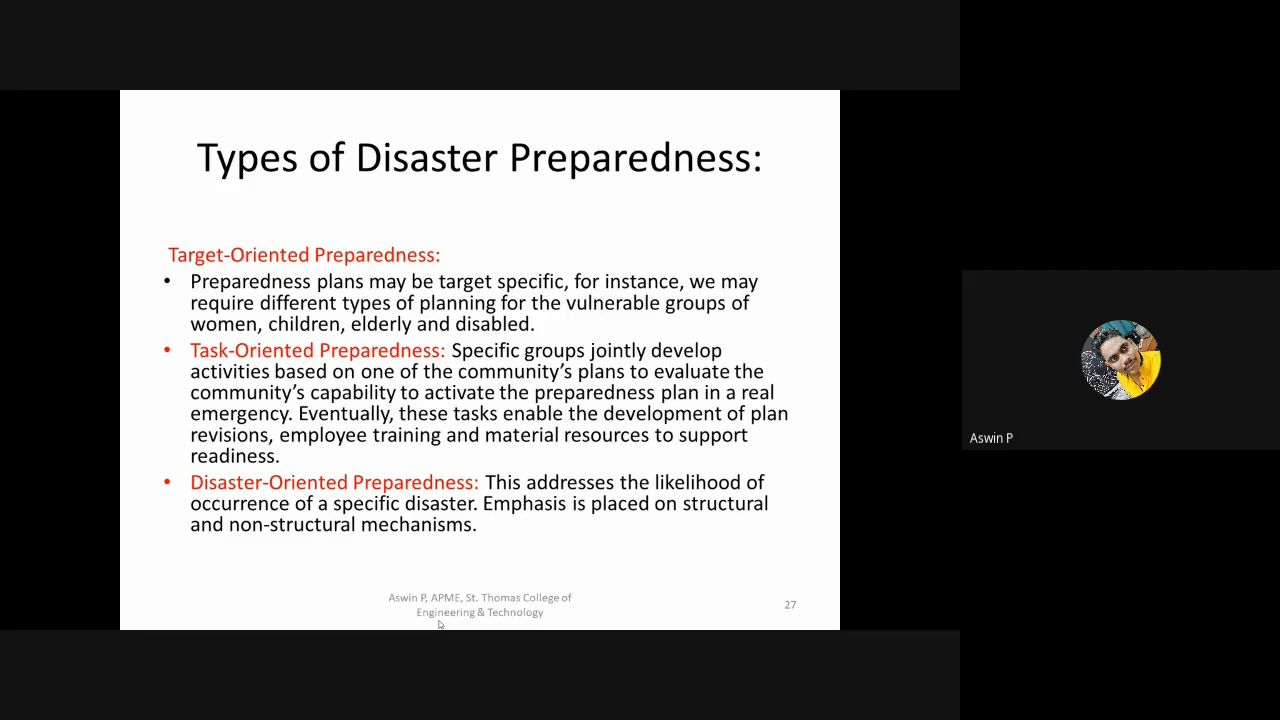 Types of Disaster Preparedness:
Target-Oriented Preparedness:
• Preparedness plans may be target specific, for instance, we may
require different types of planning for the vulnerable groups of
women, children, elderly and disabled.
• Task-Oriented Preparedness: Specific groups jointly develop
activities based on one of the community’s plans to evaluate the
community’s capability to activate the preparedness plan in a real
emergency. Eventually, these tasks enable the development of plan
revisions, employee training and material resources to support
readiness.
• Disaster-Oriented Preparedness: This addresses the likelihood of
occurrence of a specific disaster. Emphasis is placed on structural
and non-structural mechanisms.
Aswin P, APME, St. Thomas College of
Engineering & Technology
27
Aswin P